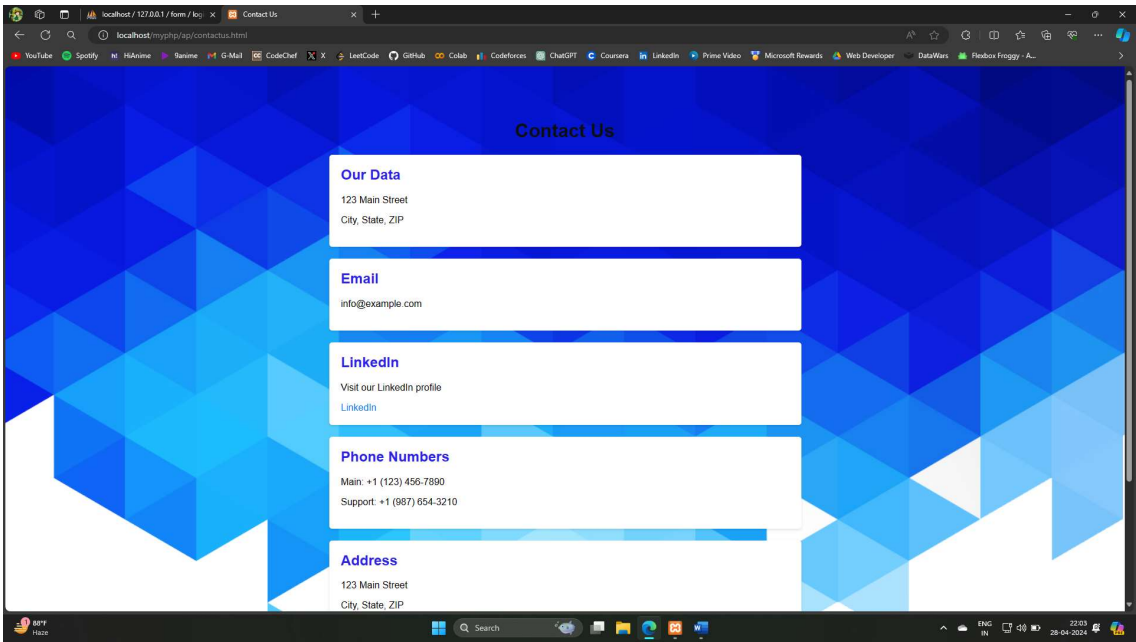 localhost / 127.0.0.1 / form / logi
Contact Us
localhost/myphp/ap/contactus.html
YouTube
Spotify
HiAnime
9anime
G-Mail
CodeChef
X
LeetCode
GitHub
Colab
Codeforces
ChatGPT
Coursera
LinkedIn
Prime Video
Microsoft Rewards
Web Developer
DataWars
Flexbox Froggy - A...
Contact Us
Our Data
123 Main Street
City, State, ZIP
Email
info@example.com
LinkedIn
Visit our LinkedIn profile
LinkedIn
Phone Numbers
Main: +1 (123) 456-7890
Support: +1 (987) 654-3210
Address
123 Main Street
City, State, ZIP
88°F
Haze
Search
ENG
IN
22:03
28-04-2024